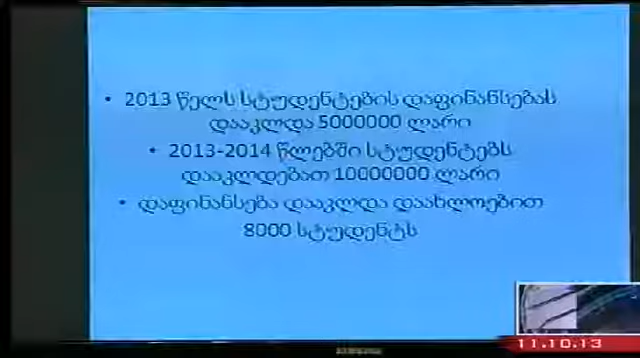 • 2013 წელს სტუდენტების დაფინანსებას
დააკლდა 5000000 ლარი
• 2013-2014 წლებში სტუდენტებს
დააკლდებათ 10000000 ლარი
• დაფინანსება დააკლდა დაახლოებით
8000 სტუდენტს
11.10.13
SAMSUNG